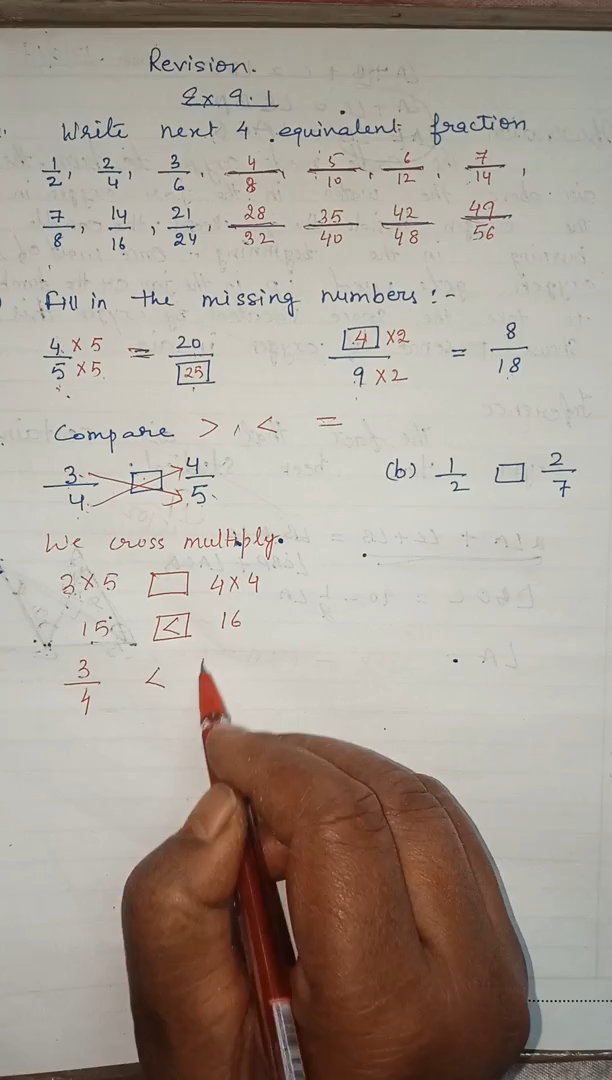 Revision.
Ex 9.1
Write next 4 equivalent fraction
1/2, 2/4, 3/6, 4/8, 5/10, 6/12, 7/14,
7/8, 14/16, 21/24, 28/32 35/40 42/48 49/56
Fill in the missing numbers :-
4 × 5 / 5 × 5 = 20/25 4 × 2 / 9 × 2 = 8/18
Compare >, < =
3/4 □ 4/5 (b) 1/2 □ 2/7
We cross multiply.
3 × 5 □ 4 × 4
15 < 16
3/4 <